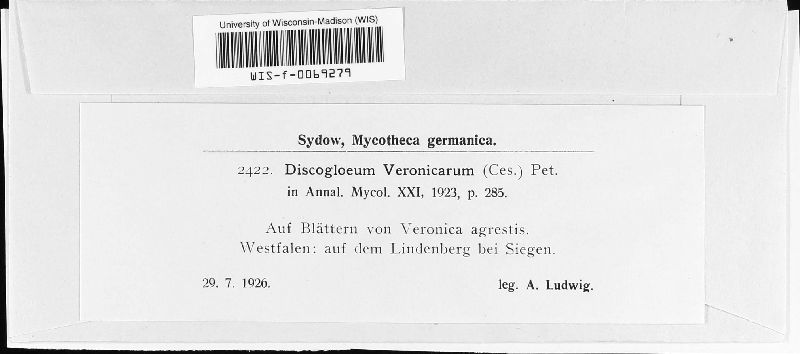 University of Wisconsin-Madison (WIS)
WIS-f-0069279
Sydow, Mycotheca germanica.
2422. Discogloeum Veronicarum (Ces.) Pet.
in Annal. Mycol. XXI, 1923, p. 285.
Auf Blättern von Veronica agrestis.
Westfalen: auf dem Lindenberg bei Siegen.
29. 7. 1926. leg. A. Ludwig.